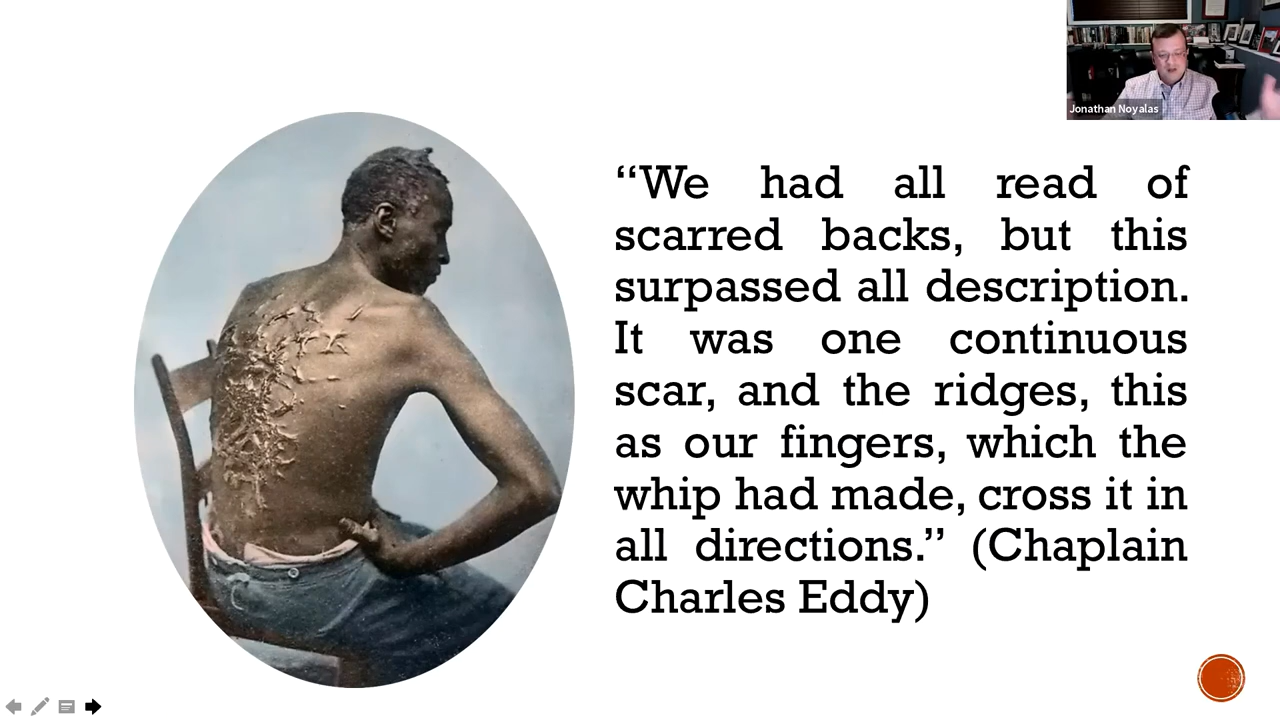 Jonathan Noyalas
“We had all read of
scarred backs, but this
surpassed all description.
It was one continuous
scar, and the ridges, this
as our fingers, which the
whip had made, cross it in
all directions.” (Chaplain
Charles Eddy)